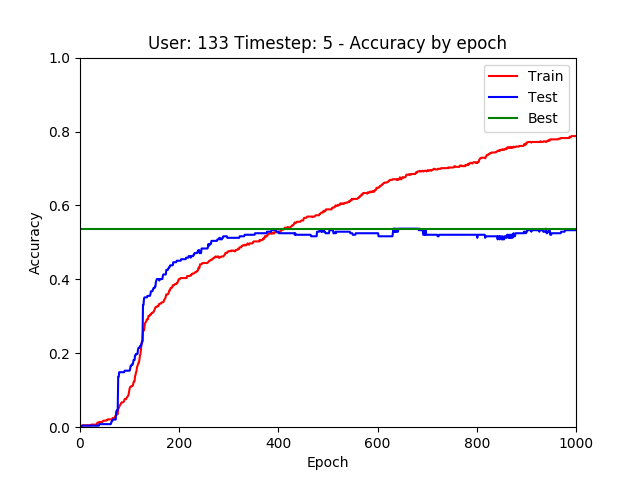 User: 133 Timestep: 5 - Accuracy by epoch
Train
Test
Best
Accuracy
1.0
0.8
0.6
0.4
0.2
0.0
0 200 400 600 800 1000
Epoch